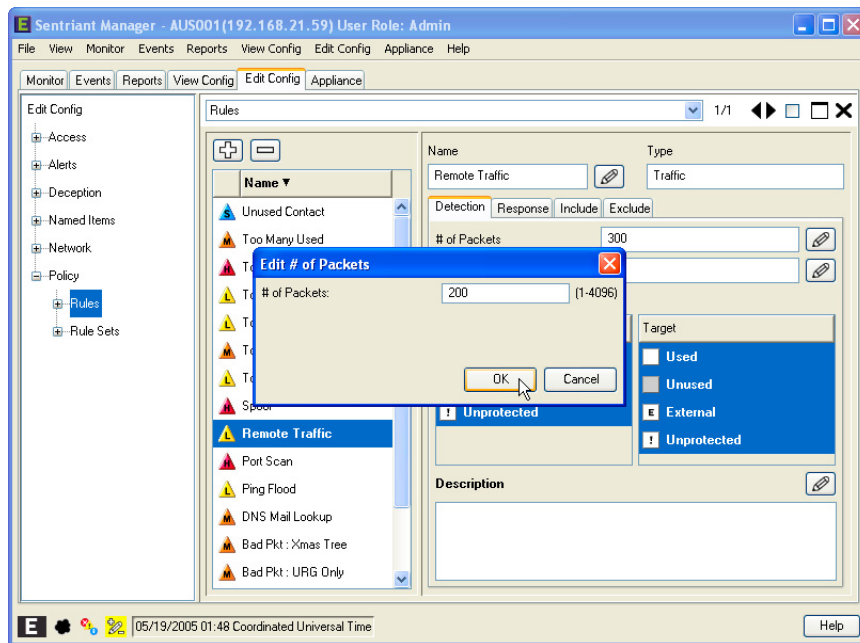 E Sentriant Manager - AUS001(192.168.21.59) User Role: Admin
File View Monitor Events Reports View Config Edit Config Appliance Help
Monitor Events Reports View Config Edit Config Appliance
Edit Config
Access
Alerts
Deception
Named Items
Network
Policy
Rules
Rule Sets
Rules
1/1
Name
S Unused Contact
M Too Many Used
H
L
L
M
L
H
L Remote Traffic
H Port Scan
L Ping Flood
M DNS Mail Lookup
M Bad Pkt : Xmas Tree
M Bad Pkt : URG Only
Name
Type
Remote Traffic
Traffic
Detection Response Include Exclude
# of Packets
300
Edit # of Packets
# of Packets:
200
(1-4096)
OK
Cancel
! Unprotected
Target
Used
Unused
E External
! Unprotected
Description
E
05/19/2005 01:48 Coordinated Universal Time
Help